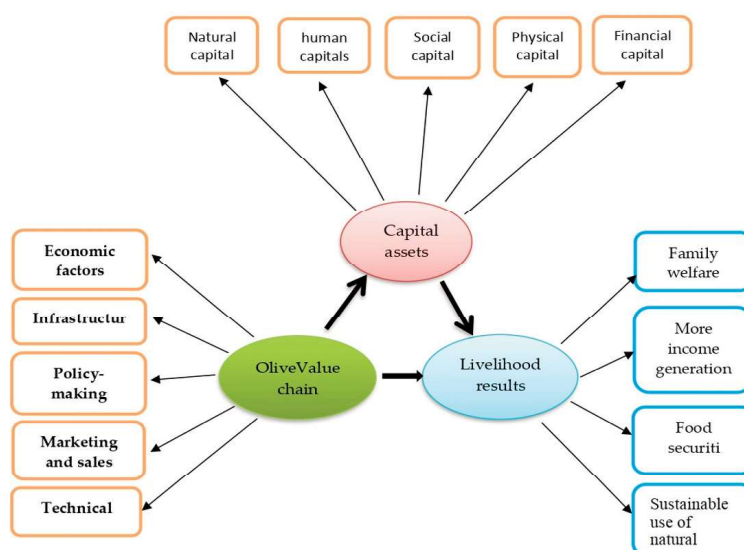 Natural
capital
human
capitals
Social
capital
Physical
capital
Financial
capital
Capital
assets
Economic
factors
Infrastructur
Policy-
making
Marketing
and sales
Technical
OliveValue
chain
Livelihood
results
Family
welfare
More
income
generation
Food
securiti
Sustainable
use of
natural